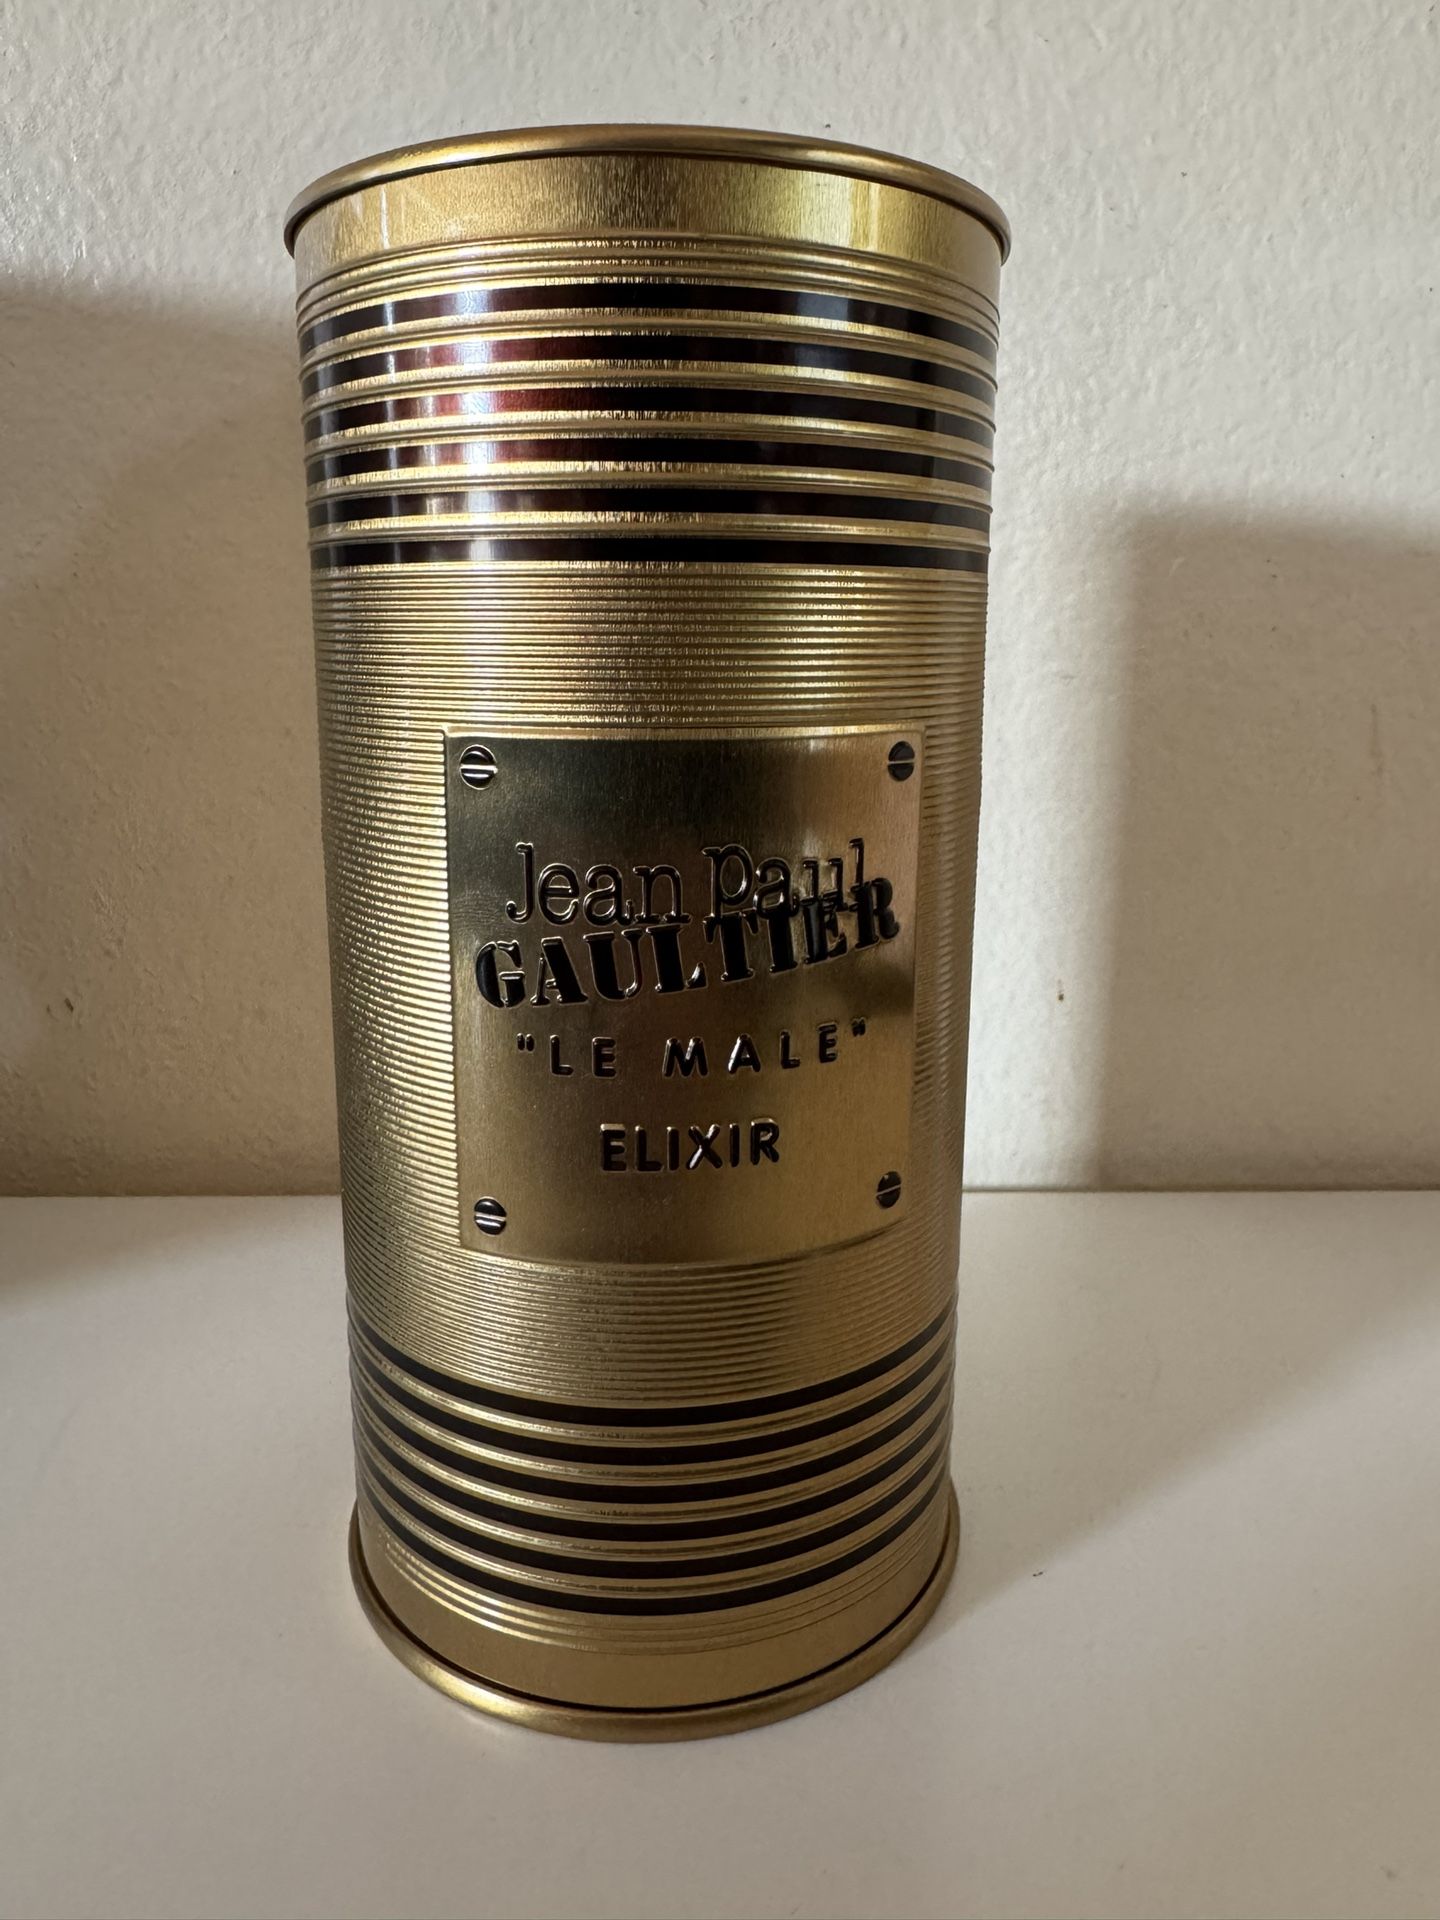 Jean Paul
GAULTIER
"LE MALE"
ELIXIR